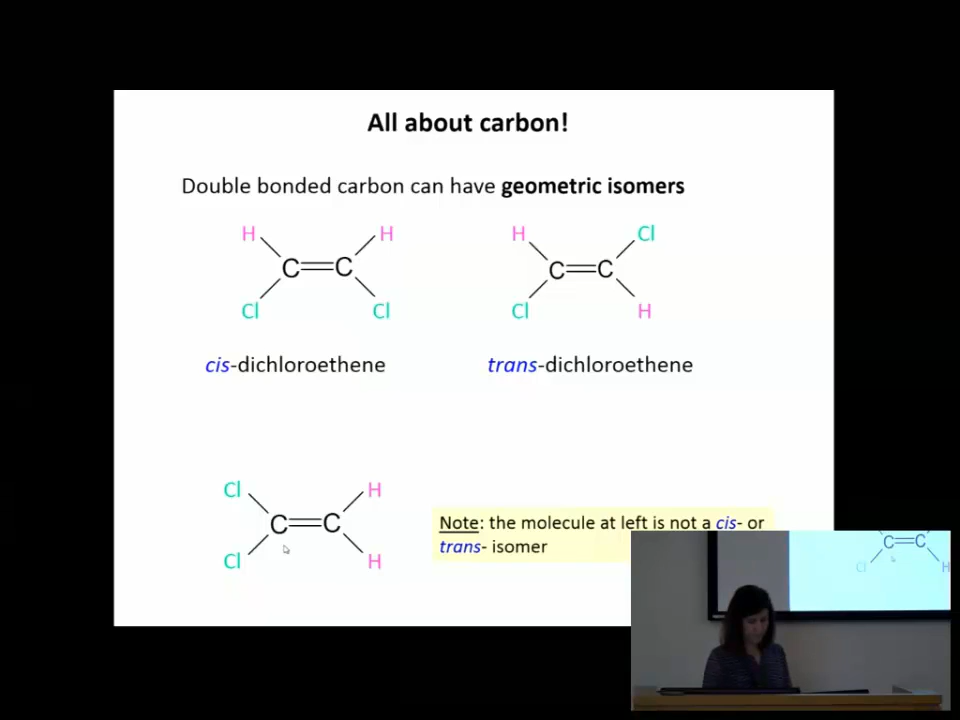 All about carbon!
Double bonded carbon can have geometric isomers
H H
C C
Cl Cl
H Cl
C C
Cl H
cis-dichloroethene
trans-dichloroethene
Cl H
C C
Cl H
Note: the molecule at left is not a cis- or
trans- isomer
C C
Cl H